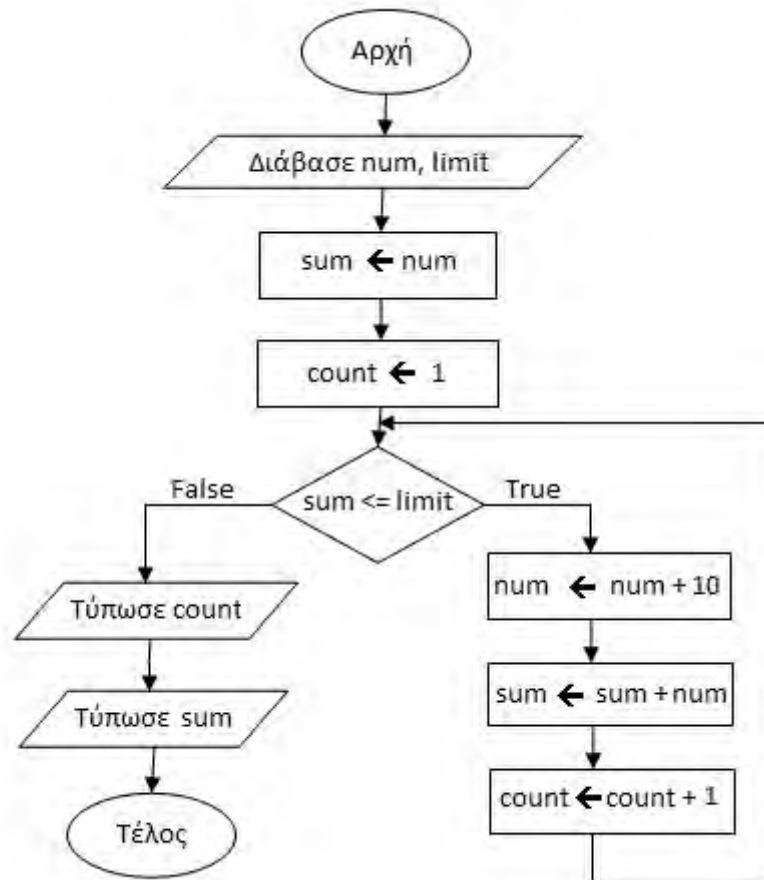 Αρχή
Διάβασε num, limit
sum ← num
count ← 1
sum <= limit
False
True
Τύπωσε count
Τύπωσε sum
Τέλος
num ← num + 10
sum ← sum + num
count ← count + 1